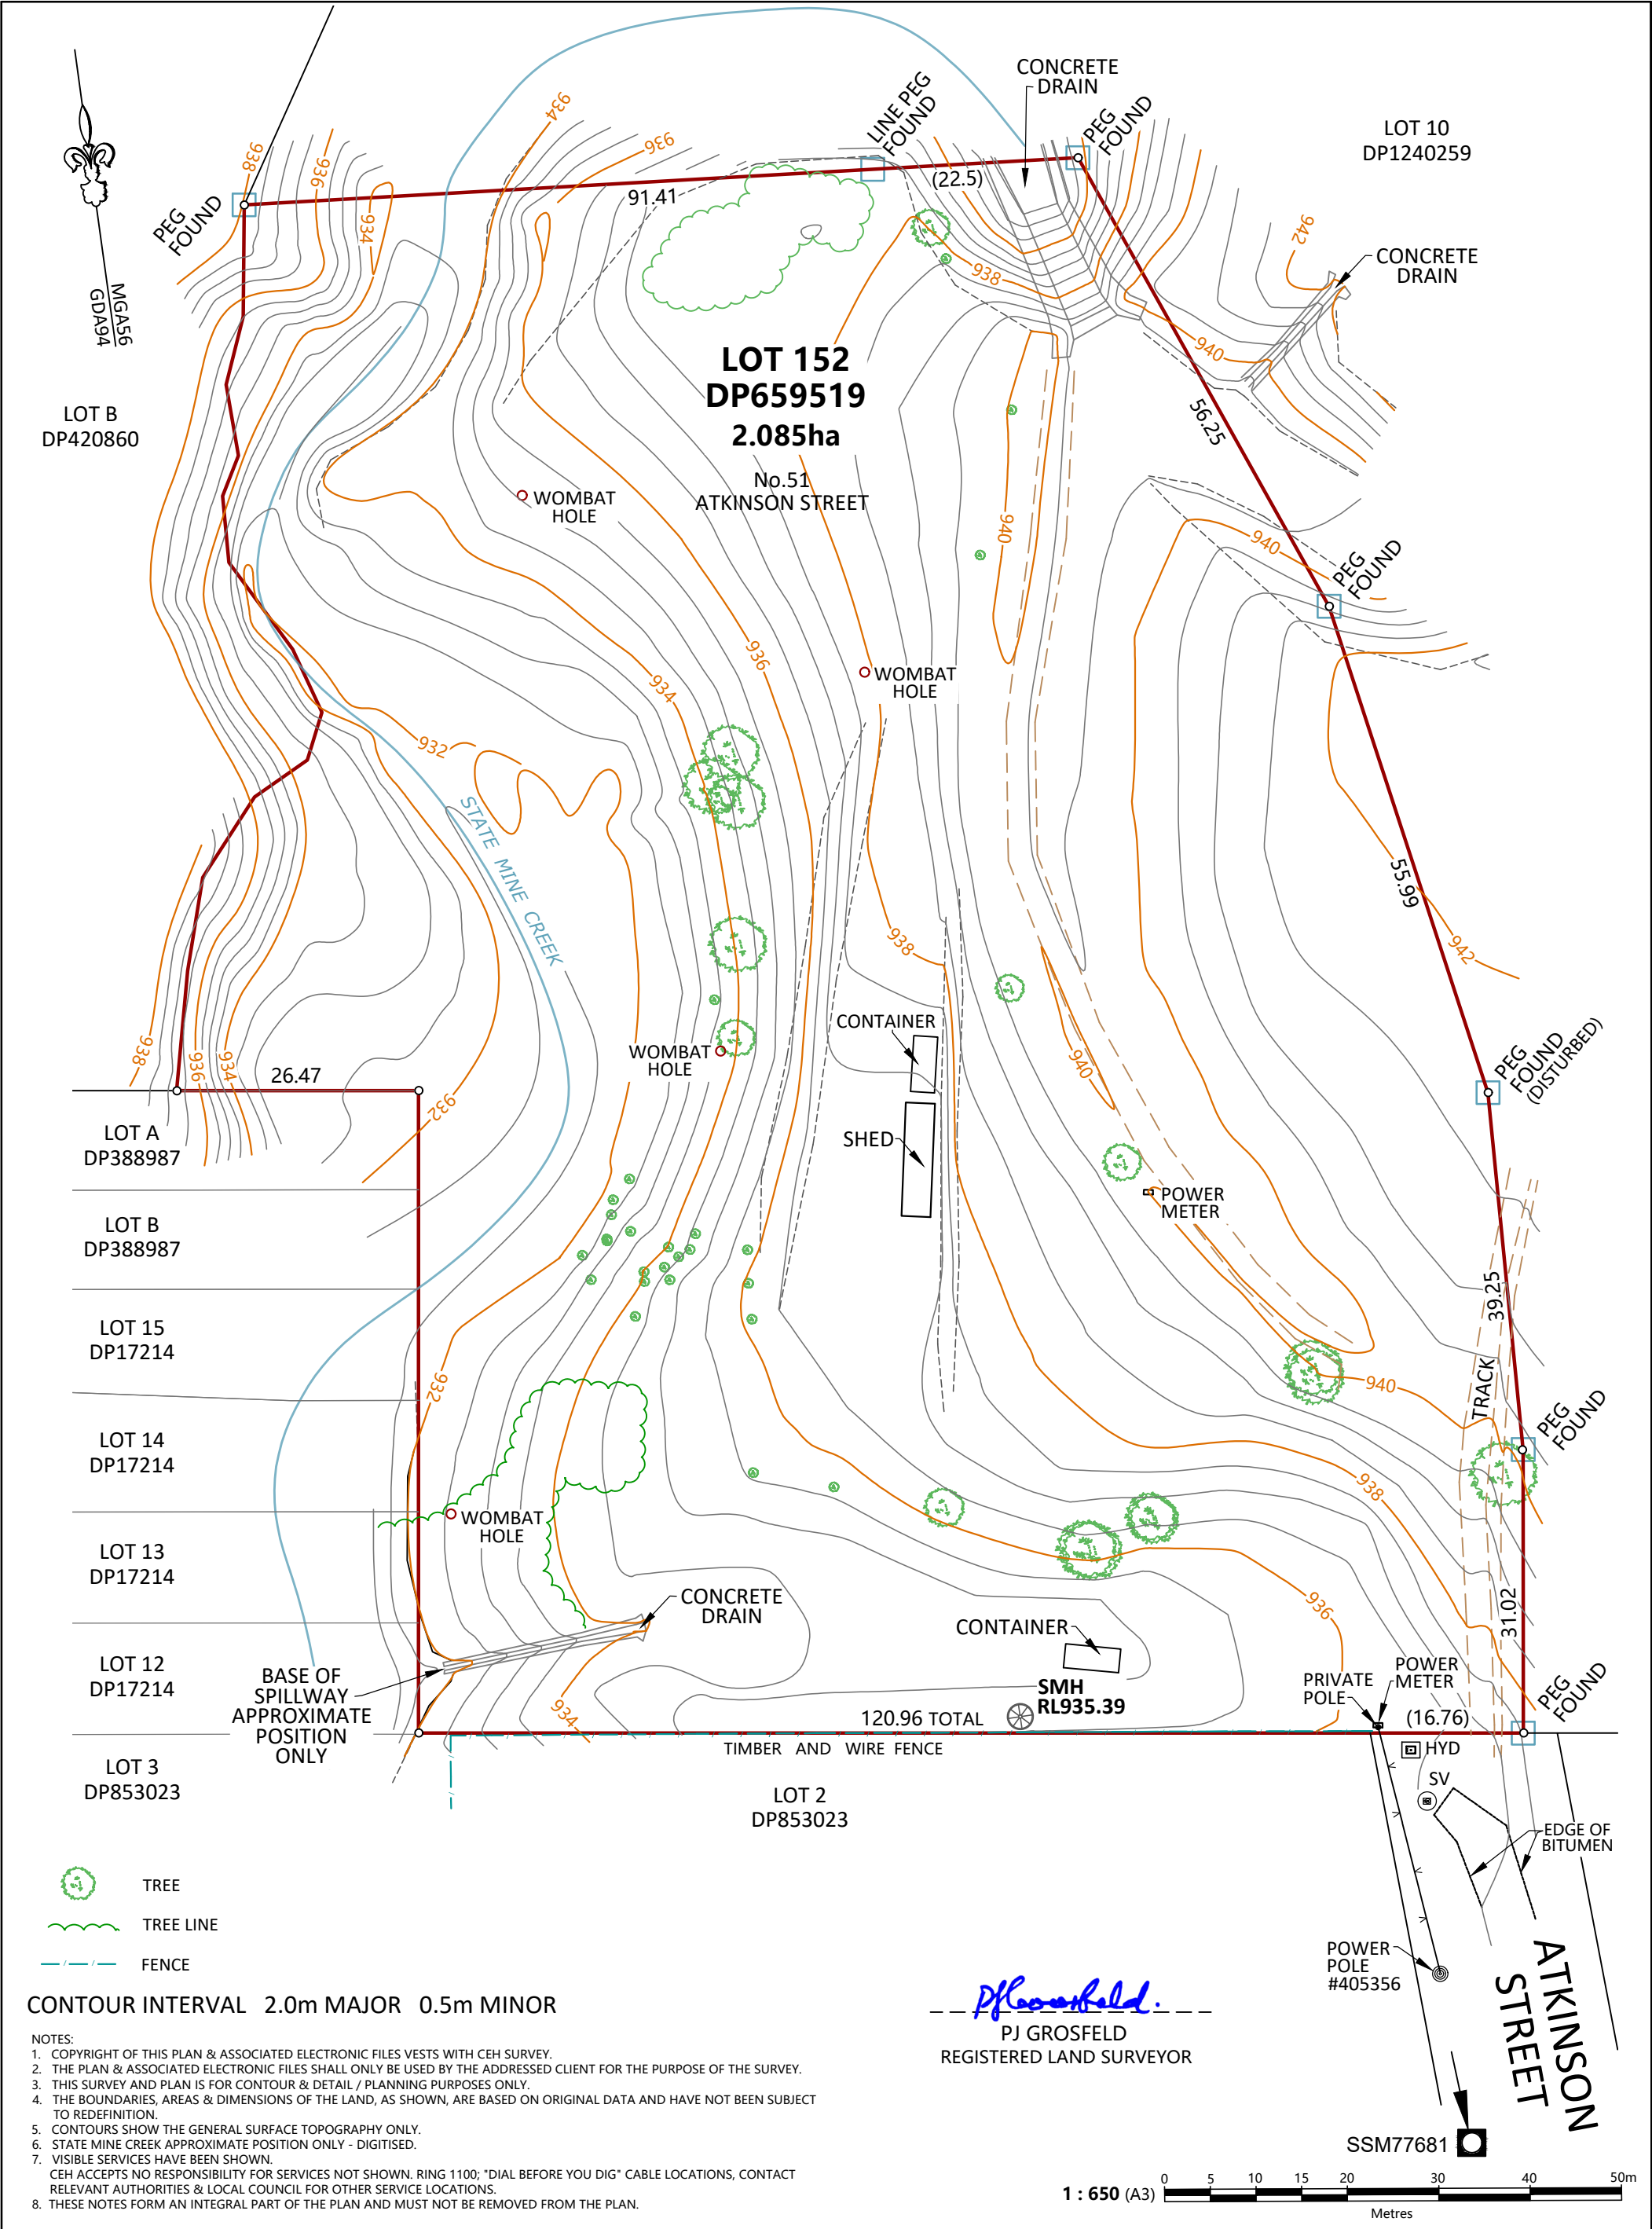 CONCRETE
DRAIN
LINE PEG
FOUND
PEG
FOUND
LOT 10
DP1240259
934
936
938
936
934
PEG
FOUND
91.41
(22.5)
942
CONCRETE
DRAIN
938
MGA56
GDA94
940
LOT 152
DP659519
2.085ha
No.51
ATKINSON STREET
LOT B
DP420860
56.25
WOMBAT
HOLE
940
940
PEG
FOUND
936
934
WOMBAT
HOLE
932
STATE MINE CREEK
55.99
938
942
CONTAINER
WOMBAT
HOLE
940
PEG
FOUND
(DISTURBED)
938
936
934
26.47
932
LOT A
DP388987
SHED
POWER
METER
LOT B
DP388987
39.25
LOT 15
DP17214
932
940
TRACK
PEG
FOUND
LOT 14
DP17214
938
WOMBAT
HOLE
LOT 13
DP17214
CONCRETE
DRAIN
936
31.02
CONTAINER
LOT 12
DP17214
BASE OF
SPILLWAY
APPROXIMATE
POSITION
ONLY
934
SMH
RL935.39
PRIVATE
POLE
POWER
METER
PEG
FOUND
120.96 TOTAL
(16.76)
TIMBER AND WIRE FENCE
HYD
LOT 3
DP853023
LOT 2
DP853023
SV
EDGE OF
BITUMEN
TREE
TREE LINE
FENCE
POWER
POLE
#405356
ATKINSON
STREET
CONTOUR INTERVAL 2.0m MAJOR 0.5m MINOR
PJ GROSFELD
REGISTERED LAND SURVEYOR
NOTES:
1. COPYRIGHT OF THIS PLAN & ASSOCIATED ELECTRONIC FILES VESTS WITH CEH SURVEY.
2. THE PLAN & ASSOCIATED ELECTRONIC FILES SHALL ONLY BE USED BY THE ADDRESSED CLIENT FOR THE PURPOSE OF THE SURVEY.
3. THIS SURVEY AND PLAN IS FOR CONTOUR & DETAIL / PLANNING PURPOSES ONLY.
4. THE BOUNDARIES, AREAS & DIMENSIONS OF THE LAND, AS SHOWN, ARE BASED ON ORIGINAL DATA AND HAVE NOT BEEN SUBJECT
TO REDEFINITION.
5. CONTOURS SHOW THE GENERAL SURFACE TOPOGRAPHY ONLY.
6. STATE MINE CREEK APPROXIMATE POSITION ONLY - DIGITISED.
7. VISIBLE SERVICES HAVE BEEN SHOWN.
CEH ACCEPTS NO RESPONSIBILITY FOR SERVICES NOT SHOWN. RING 1100; "DIAL BEFORE YOU DIG" CABLE LOCATIONS, CONTACT
RELEVANT AUTHORITIES & LOCAL COUNCIL FOR OTHER SERVICE LOCATIONS.
8. THESE NOTES FORM AN INTEGRAL PART OF THE PLAN AND MUST NOT BE REMOVED FROM THE PLAN.
SSM77681
1 : 650 (A3)
0 5 10 15 20 30 40 50m
Metres